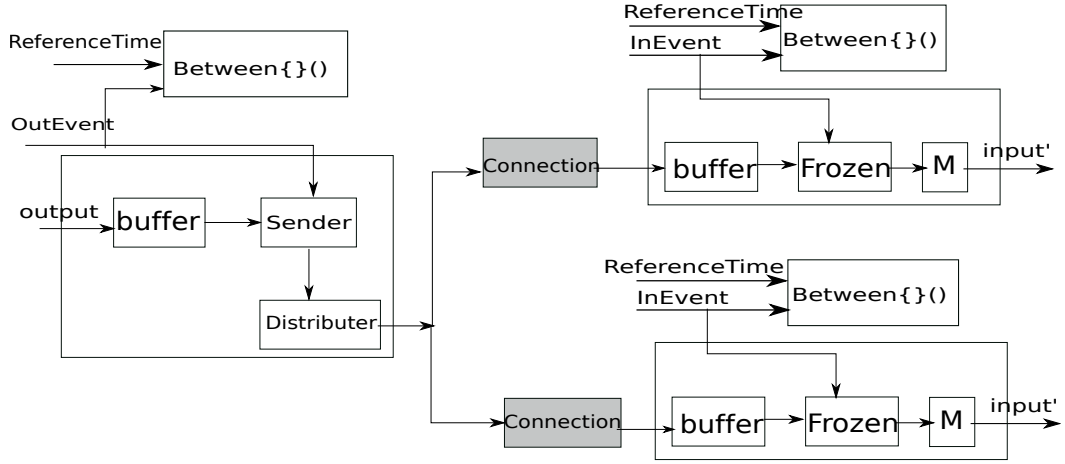 ReferenceTime
Between{}()
OutEvent
output
buffer
Sender
Distributer
ReferenceTime
InEvent
Between{}()
Connection
buffer
Frozen
M
input'
ReferenceTime
InEvent
Between{}()
Connection
buffer
Frozen
M
input'